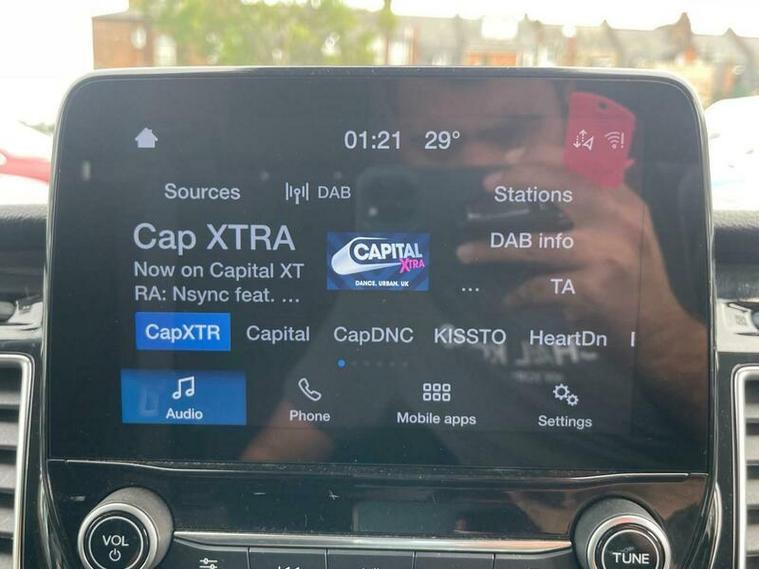 01:21 29°
Sources DAB Stations
Cap XTRA
CAPITAL
XTRA
DANCE. URBAN. UK
DAB info
Now on Capital XT
RA: Nsync feat. ...
... TA
CapXTR Capital CapDNC KISSTO HeartDn
Audio Phone Mobile apps Settings
VOL
TUNE